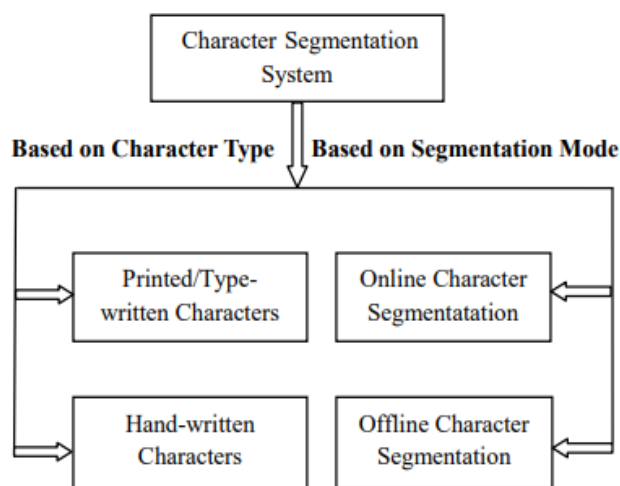 Character Segmentation
System
Based on Character Type
Based on Segmentation Mode
Printed/Type-
written Characters
Online Character
Segmentatation
Hand-written
Characters
Offline Character
Segmentation